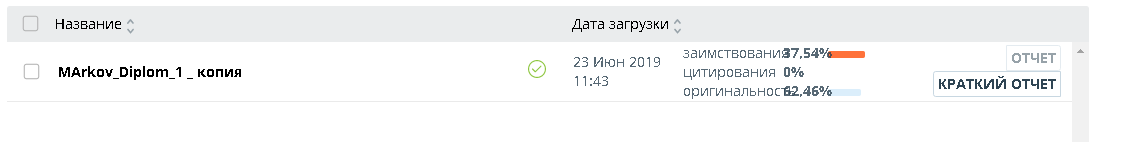 Название Дата загрузки
MArkov_Diplom_1 _ копия
23 Июн 2019
11:43
заимствования 37,54%
цитирования 0%
оригинальность 62,46%
ОТЧЕТ
КРАТКИЙ ОТЧЕТ